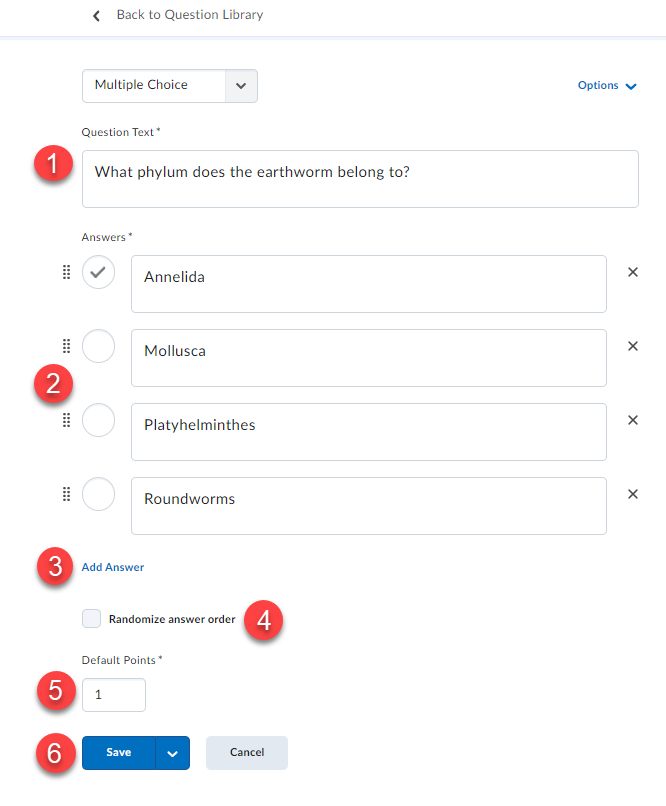 Back to Question Library
Multiple Choice
Options
Question Text *
1
What phylum does the earthworm belong to?
Answers *
Annelida
Mollusca
2
Platyhelminthes
Roundworms
3 Add Answer
Randomize answer order 4
Default Points *
5 1
6 Save Cancel